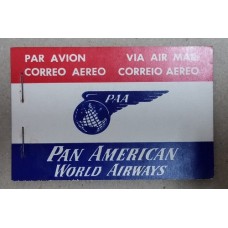 PAR AVION VIA AIR MAIL
CORREO AEREO CORREIO AEREO
PAA
PAN AMERICAN
WORLD AIRWAYS